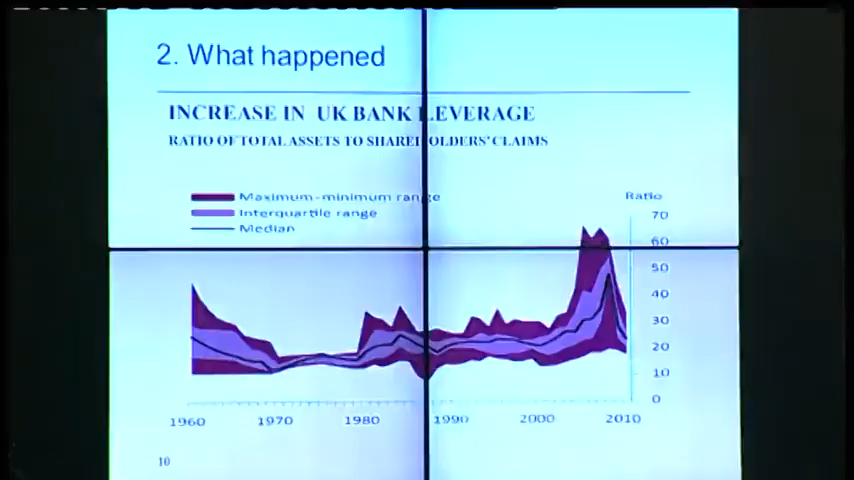 2. What happened
INCREASE IN UK BANK LEVERAGE
RATIO OF TOTAL ASSETS TO SHAREHOLDERS' CLAIMS
Maximum-minimum range
Interquartile range
Median
Ratio
70
60
50
40
30
20
10
0
1960 1970 1980 1990 2000 2010
10